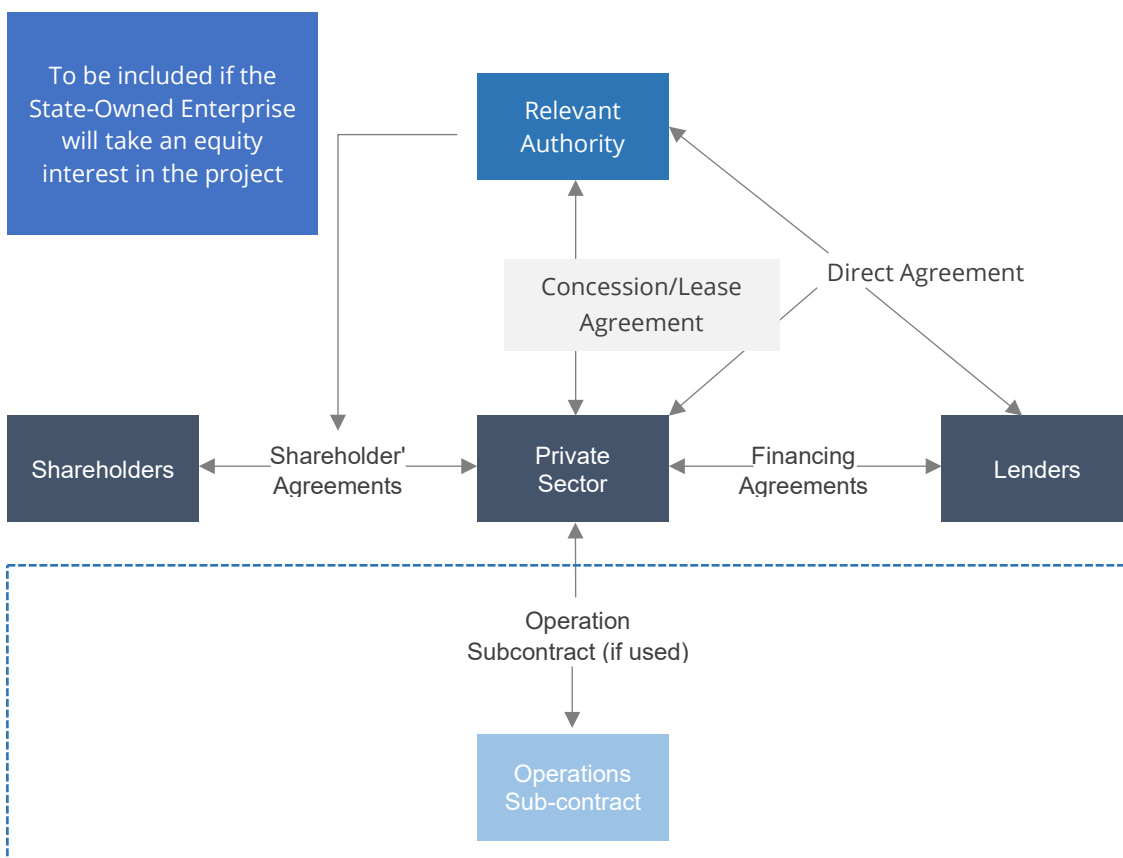 To be included if the
State-Owned Enterprise
will take an equity
interest in the project
Relevant
Authority
Concession/Lease
Agreement
Direct Agreement
Shareholders
Shareholder'
Agreements
Private
Sector
Financing
Agreements
Lenders
Operation
Subcontract (if used)
Operations
Sub-contract